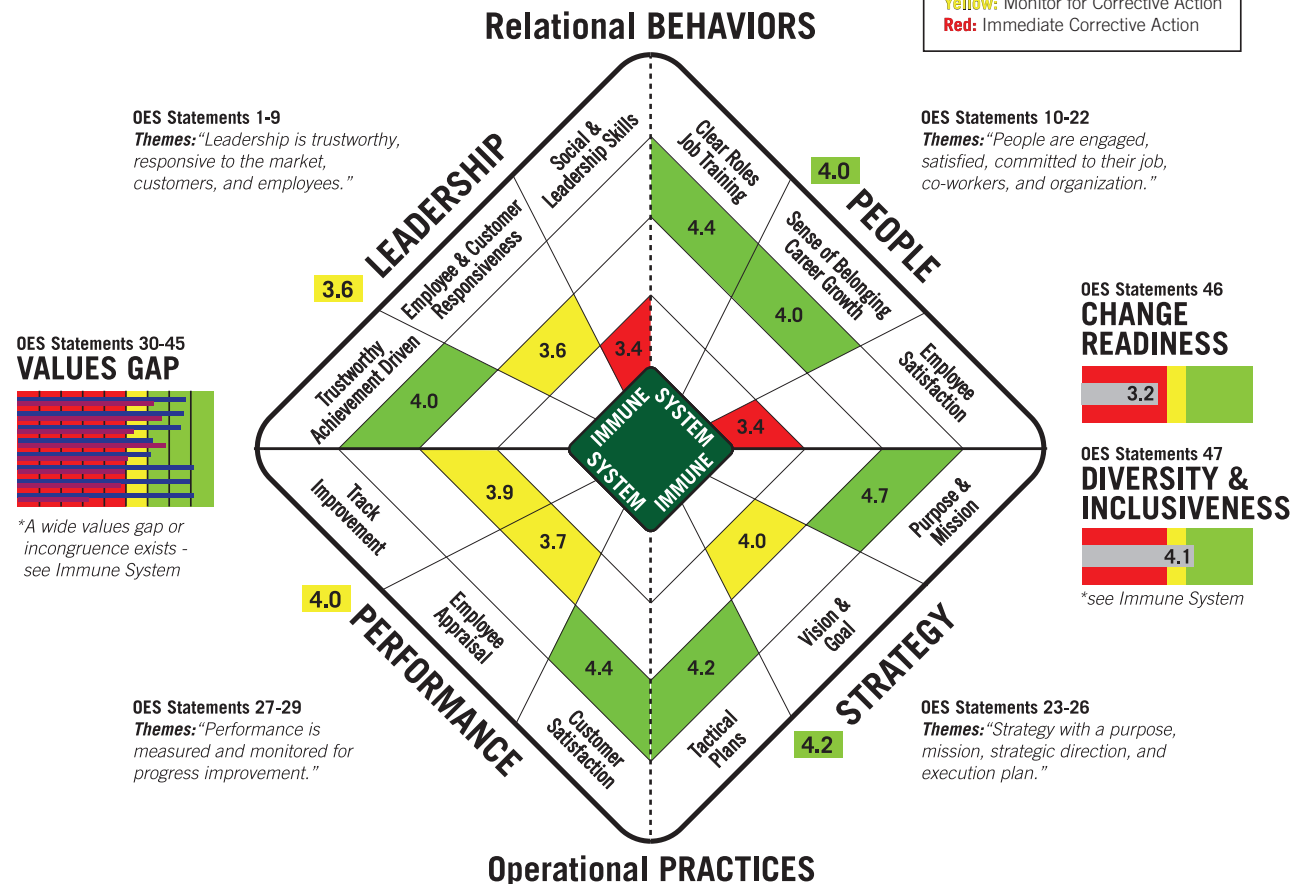 Relational BEHAVIORS
Yellow: Monitor for Corrective Action
Red: Immediate Corrective Action
OES Statements 1-9
Themes:“Leadership is trustworthy,
responsive to the market,
customers, and employees.”
OES Statements 10-22
Themes:“People are engaged,
satisfied, committed to their job,
co-workers, and organization.”
LEADERSHIP
3.6
Social &
Leadership Skills
Employee & Customer
Responsiveness
Trustworthy
Achievement Driven
3.4
3.6
4.0
PEOPLE
4.0
Clear Roles
Job Training
Sense of Belonging
Career Growth
Employee
Satisfaction
4.4
4.0
3.4
OES Statements 30-45
VALUES GAP
*A wide values gap or
incongruence exists -
see Immune System
IMMUNE
SYSTEM
SYSTEM
IMMUNE
OES Statements 46
CHANGE
READINESS
3.2
OES Statements 47
DIVERSITY &
INCLUSIVENESS
4.1
*see Immune System
PERFORMANCE
4.0
Track
Improvement
Employee
Appraisal
Customer
Satisfaction
3.9
3.7
4.4
STRATEGY
4.2
Purpose &
Mission
Vision &
Goal
Tactical
Plans
4.7
4.0
4.2
OES Statements 27-29
Themes:“Performance is
measured and monitored for
progress improvement.”
OES Statements 23-26
Themes:“Strategy with a purpose,
mission, strategic direction, and
execution plan.”
Operational PRACTICES